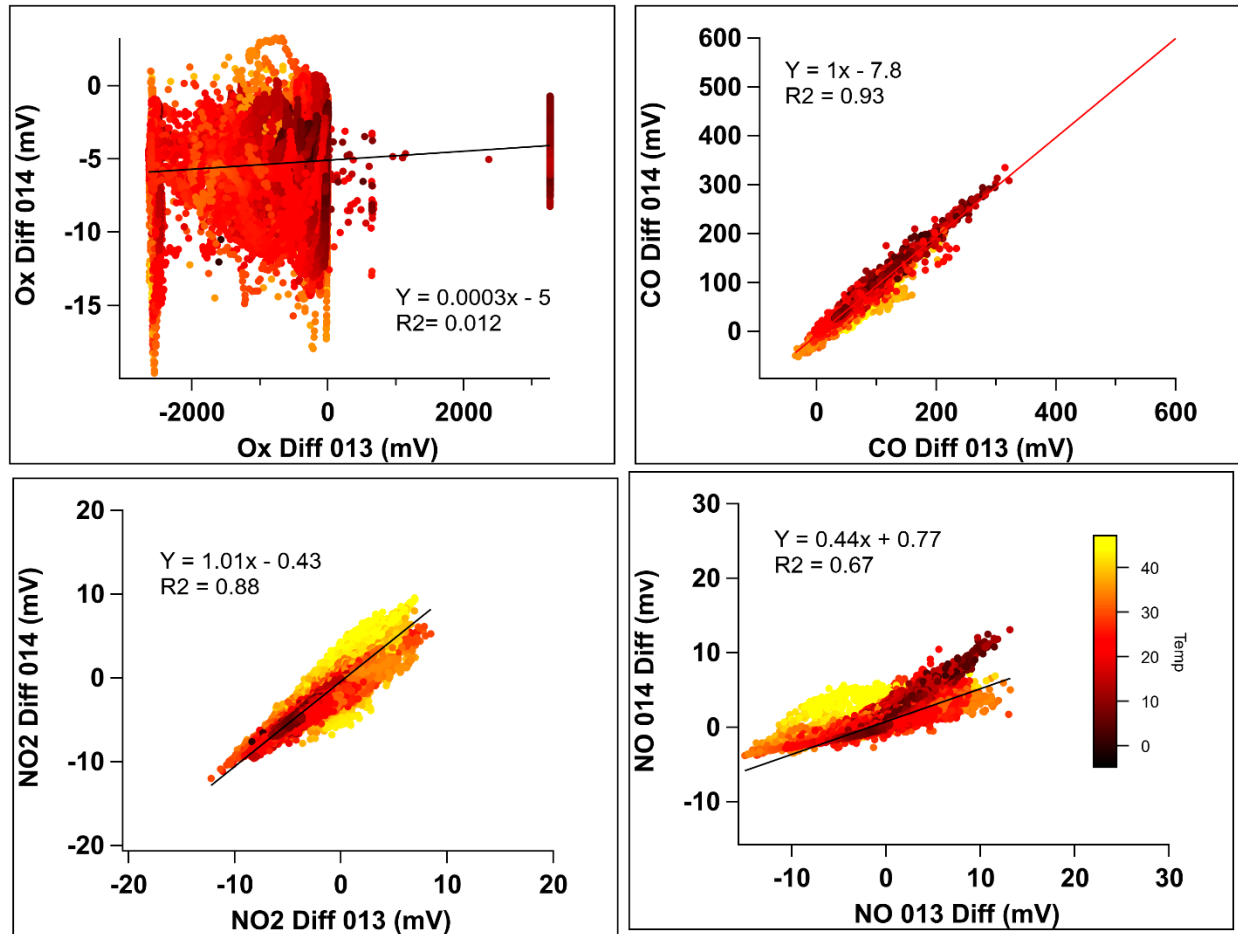 0
-5
-10
-15
Ox Diff 014 (mV)
Y = 0.0003x - 5
R2= 0.012
-2000
0
2000
Ox Diff 013 (mV)
600
500
400
300
200
100
0
CO Diff 014 (mV)
Y = 1x - 7.8
R2 = 0.93
0
200
400
600
CO Diff 013 (mV)
20
10
0
-10
-20
NO2 Diff 014 (mv)
Y = 1.01x - 0.43
R2 = 0.88
-20
-10
0
10
20
NO2 Diff 013 (mV)
30
20
10
0
-10
NO 014 Diff (mv)
Y = 0.44x + 0.77
R2 = 0.67
40
30
20
10
0
Temp
-10
0
10
20
30
NO 013 Diff (mV)